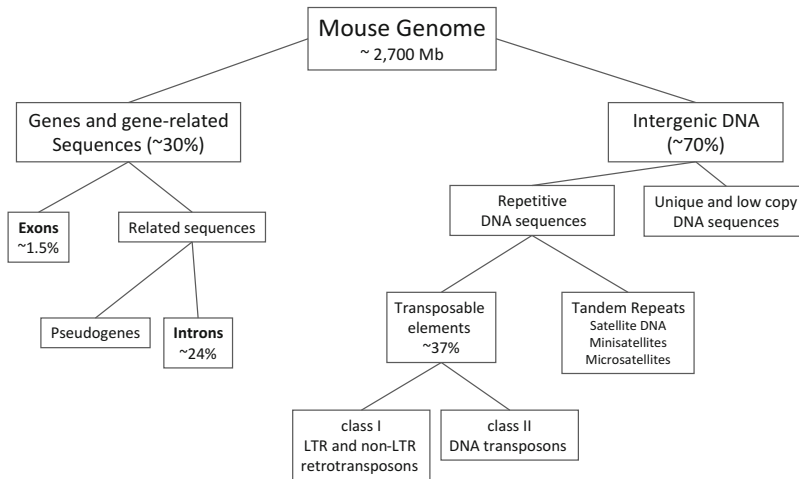 Mouse Genome
~ 2,700 Mb
Genes and gene-related
Sequences (~30%)
Intergenic DNA
(~70%)
Exons
~1.5%
Related sequences
Repetitive
DNA sequences
Unique and low copy
DNA sequences
Pseudogenes
Introns
~24%
Transposable
elements
~37%
Tandem Repeats
Satellite DNA
Minisatellites
Microsatellites
class I
LTR and non-LTR
retrotransposons
class II
DNA transposons